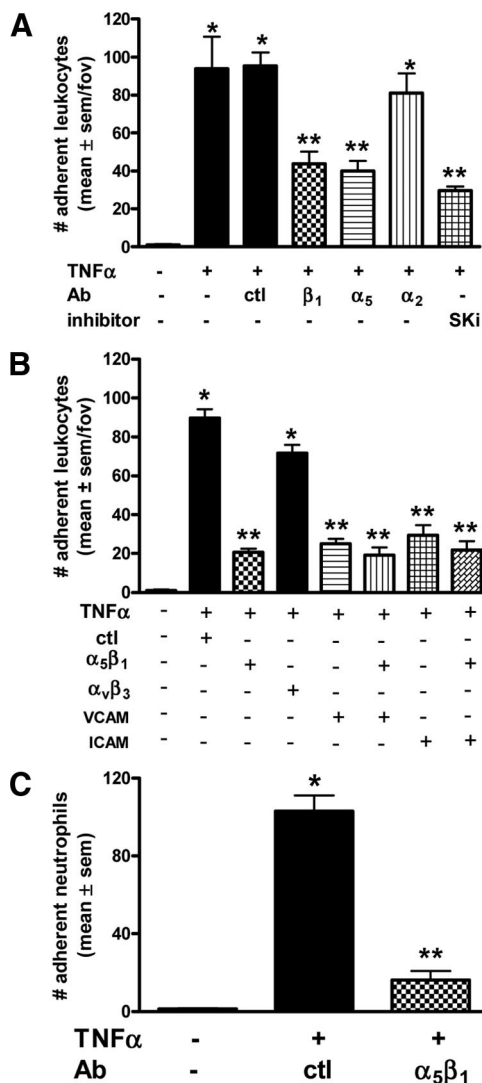 A
# adherent leukocytes
(mean ± sem/fov)
120
100
80
60
40
20
0
* * ** ** * **
TNFα - + + + + + +
Ab - - ctl β1 α5 α2 -
inhibitor - - - - - - SKi
B
# adherent leukocytes
(mean ± sem/fov)
120
100
80
60
40
20
0
* ** * ** ** ** **
TNFα - + + + + + + +
ctl - + - - - - - -
α5β1 - - + - - + - +
αvβ3 - - - + - - - -
VCAM - - - - + + - -
ICAM - - - - - - + +
C
# adherent neutrophils
(mean ± sem)
120
80
40
0
* **
TNFα - + +
Ab - ctl α5β1